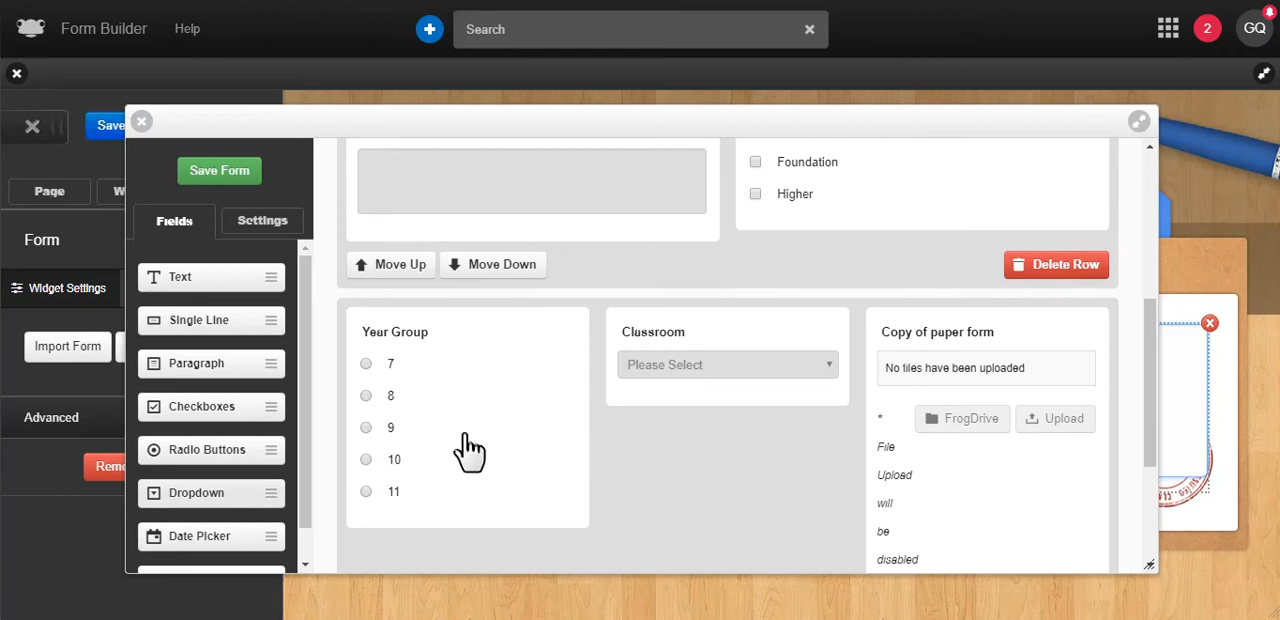 Form Builder
Help
Search
2
GQ
Save
Page
W
Form
Widget Settings
Import Form
Advanced
Remo
Save Form
Fields
Settings
Text
Single Line
Paragraph
Checkboxes
Radio Buttons
Dropdown
Date Picker
Foundation
Higher
Move Up
Move Down
Delete Row
Year Group
7
8
9
10
11
Classroom
Please Select
Copy of paper form
No files have been uploaded
* FrogDrive Upload
File
Upload
will
be
disabled